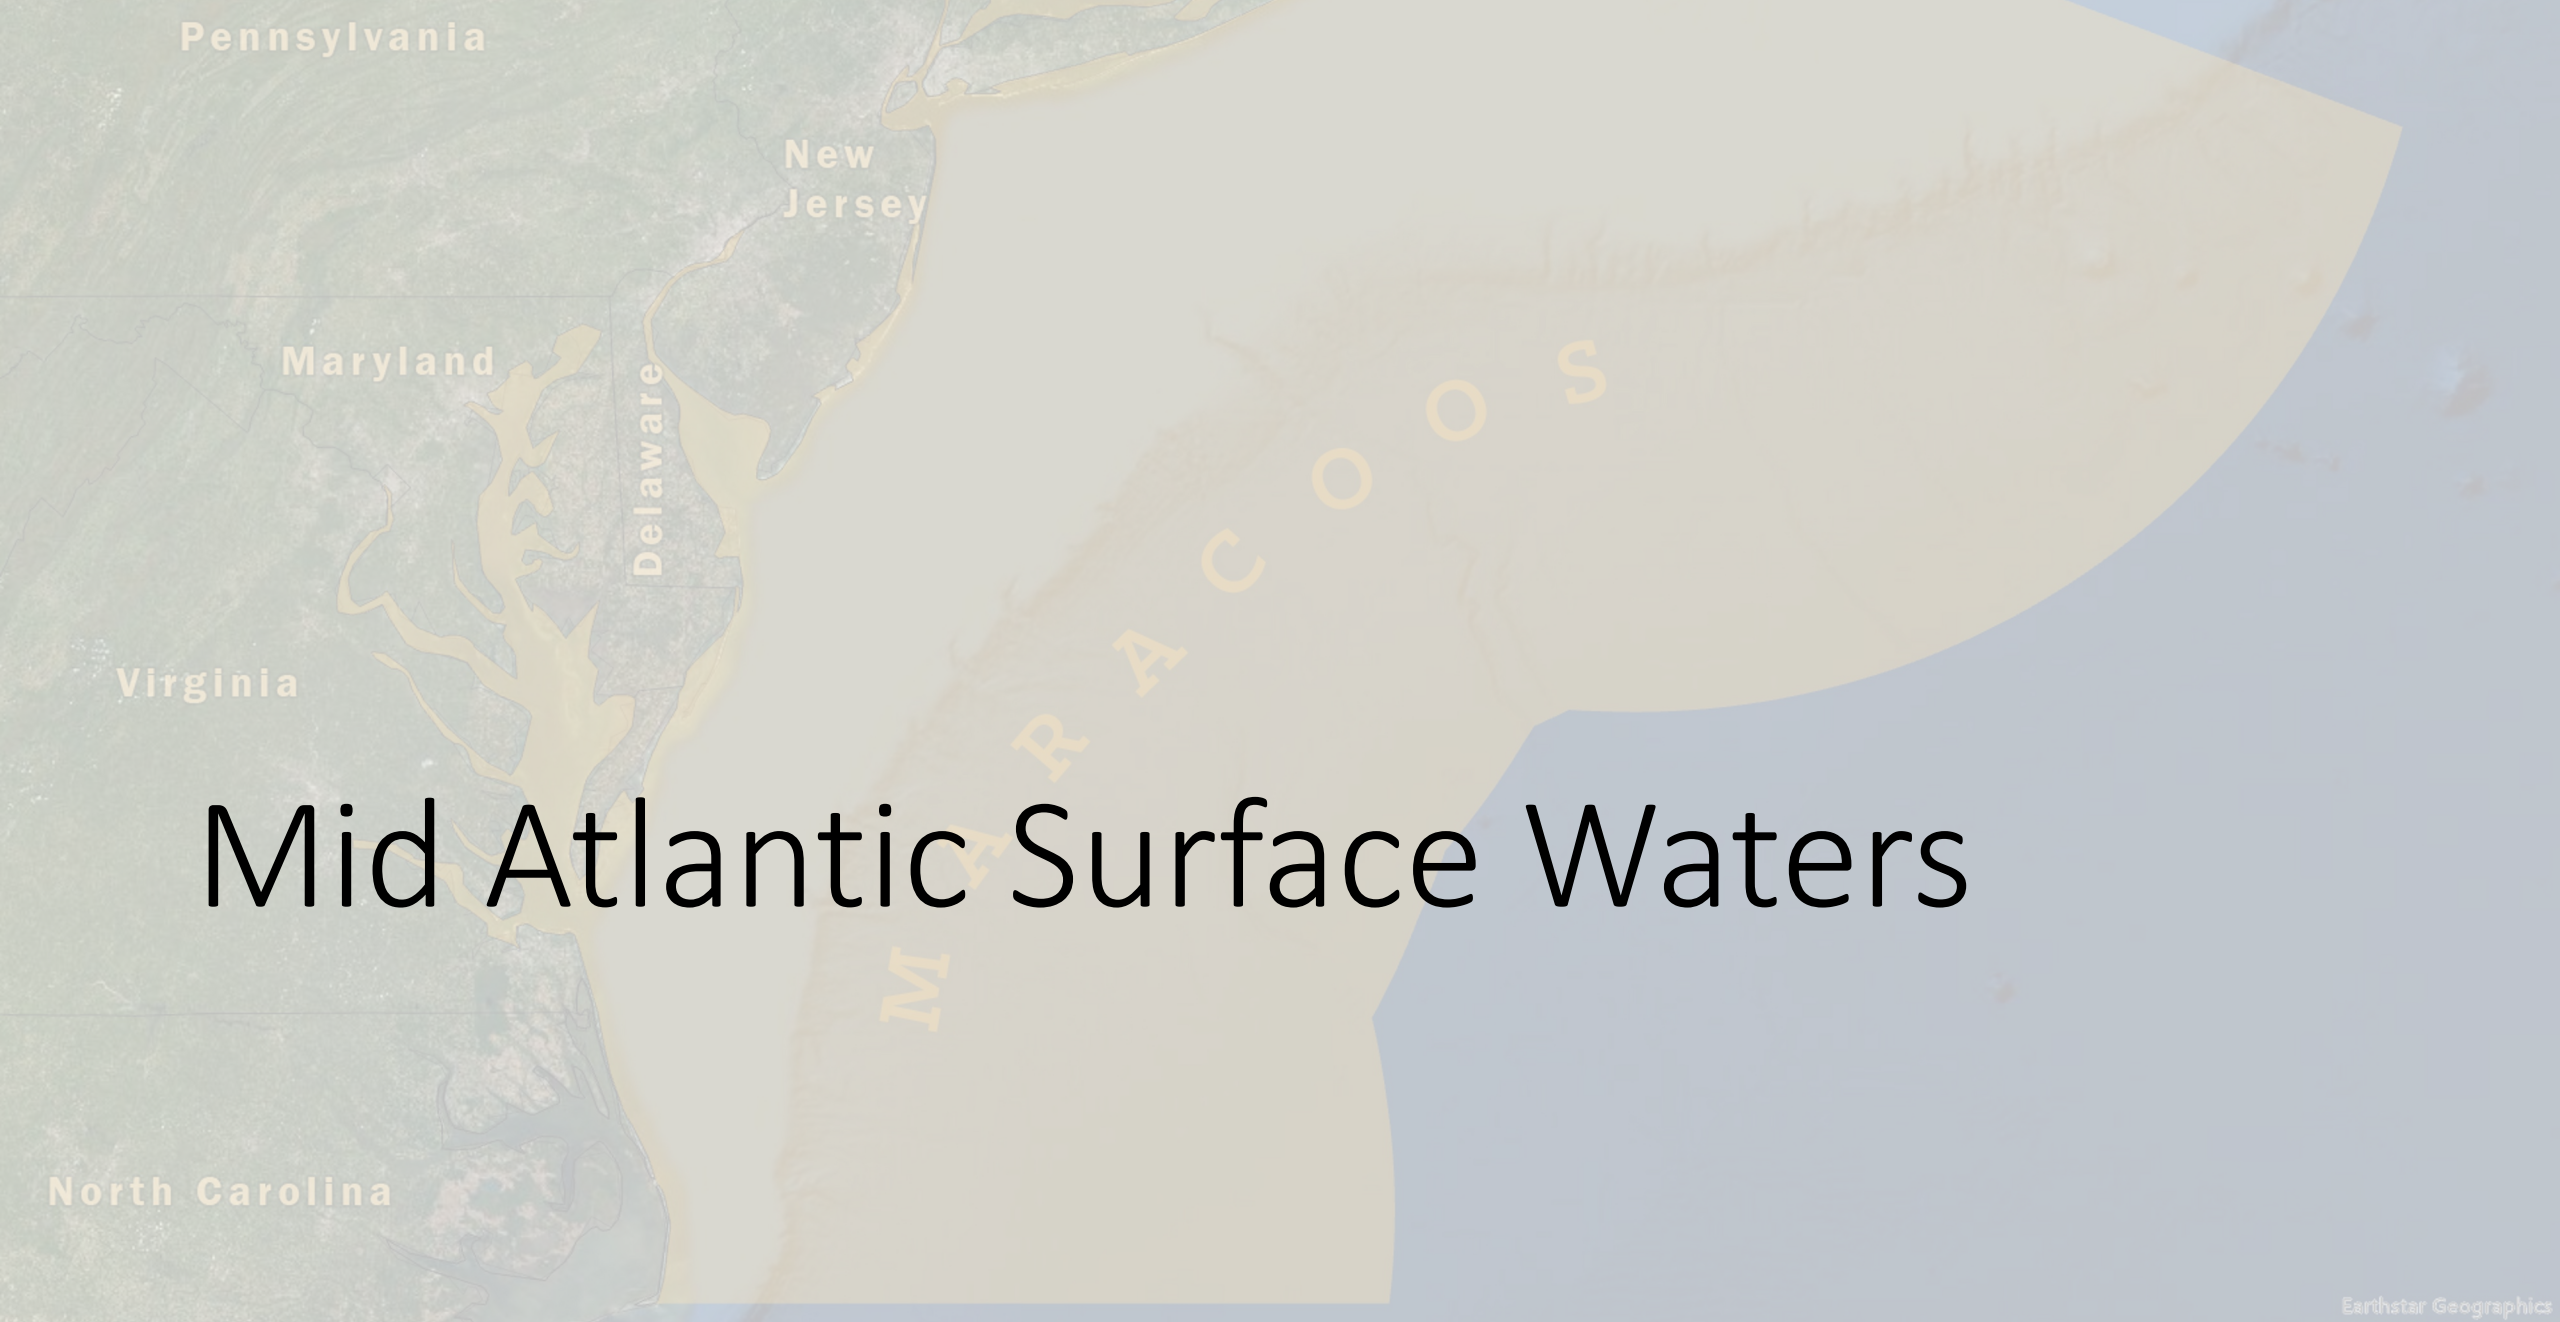 Pennsylvania
New
Jersey
Maryland
Delaware
MARACOOS
Virginia
Mid Atlantic Surface Waters
North Carolina
Earthstar Geographics